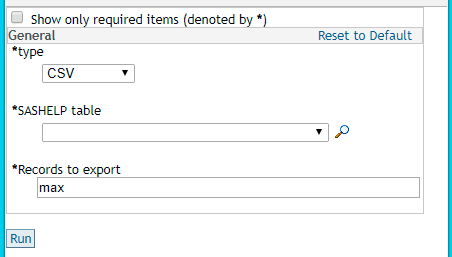 Show only required items (denoted by *)
General Reset to Default
*type
CSV
*SASHELP table
*Records to export
max
Run